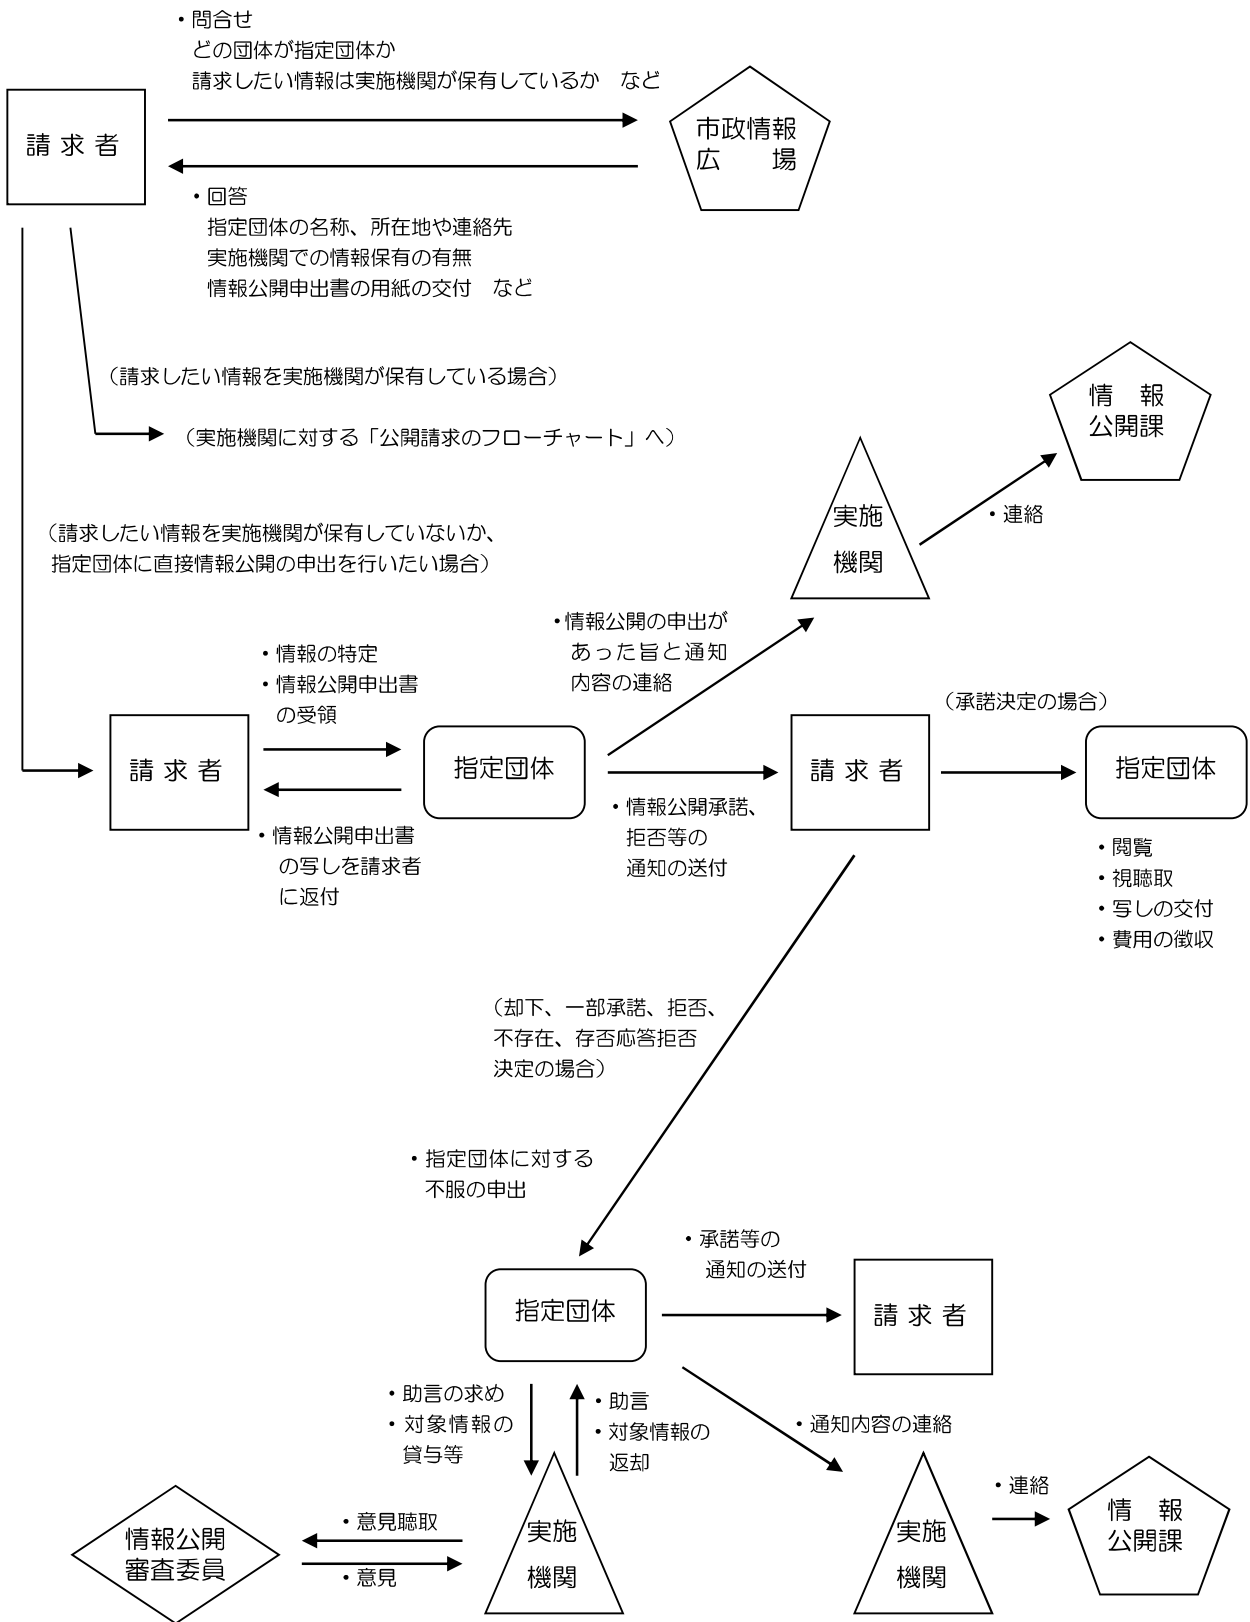 ・問合せ
どの団体が指定団体か
請求したい情報は実施機関が保有しているか　など
請 求 者
市政情報
広　　場
・回答
指定団体の名称、所在地や連絡先
実施機関での情報保有の有無
情報公開申出書の用紙の交付　など
（請求したい情報を実施機関が保有している場合）
（実施機関に対する「公開請求のフローチャート」へ）
情　報
公開課
実施
機関
・連絡
（請求したい情報を実施機関が保有していないか、
指定団体に直接情報公開の申出を行いたい場合）
・情報公開の申出が
あった旨と通知
内容の連絡
・情報の特定
・情報公開申出書
の受領
（承諾決定の場合）
請 求 者
指定団体
請 求 者
指定団体
・情報公開申出書
の写しを請求者
に返付
・情報公開承諾、
拒否等の
通知の送付
・閲覧
・視聴取
・写しの交付
・費用の徴収
（却下、一部承諾、拒否、
不存在、存否応答拒否
決定の場合）
・指定団体に対する
不服の申出
・承諾等の
通知の送付
指定団体
請 求 者
・助言の求め
・対象情報の
貸与等
・助言
・対象情報の
返却
・通知内容の連絡
・連絡
情報公開
審査委員
・意見聴取
・意見
実施
機関
実施
機関
情　報
公開課